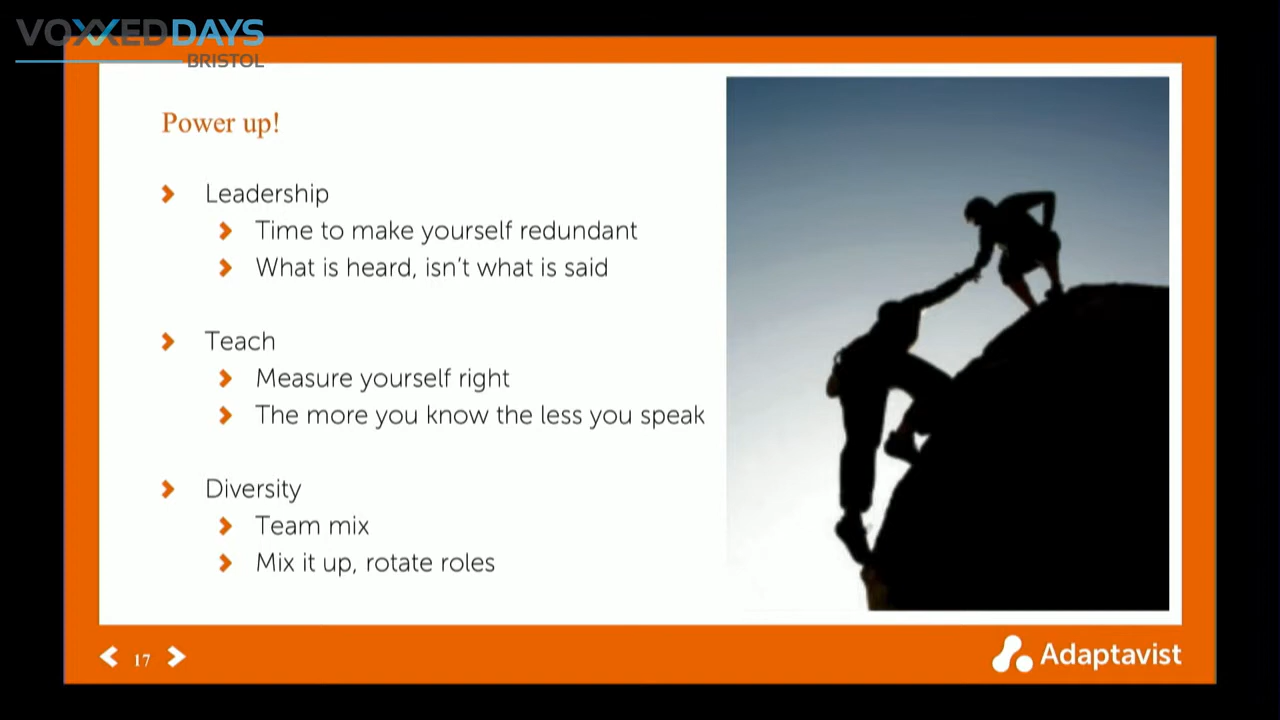 VOXXEDDAYS
BRISTOL
Power up!
Leadership
Time to make yourself redundant
What is heard, isn't what is said
Teach
Measure yourself right
The more you know the less you speak
Diversity
Team mix
Mix it up, rotate roles
17
Adaptavist